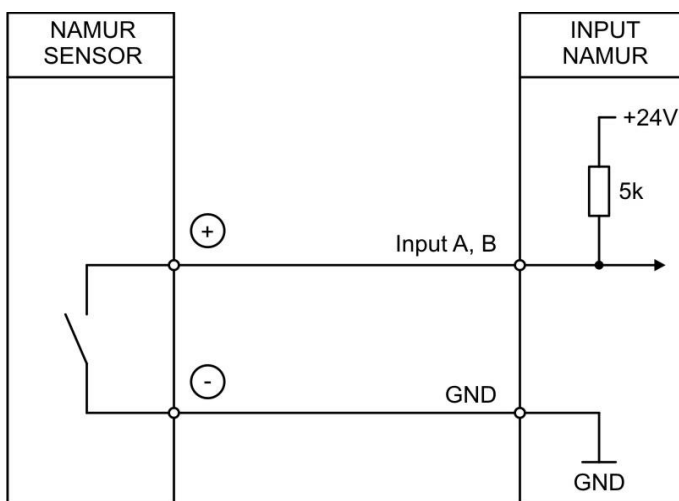 NAMUR
SENSOR
INPUT
NAMUR
+24V
5k
+
Input A, B
-
GND
GND